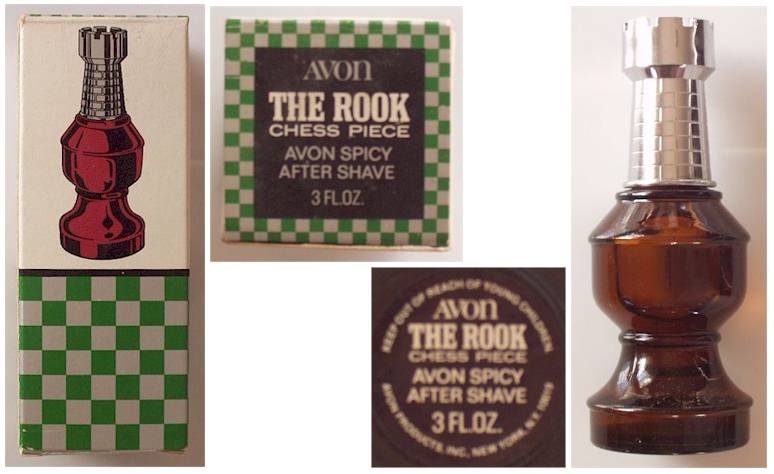 AVON
THE ROOK
CHESS PIECE
AVON SPICY
AFTER SHAVE
3 FL.OZ.
KEEP OUT OF REACH OF YOUNG CHILDREN
AVON
THE ROOK
CHESS PIECE
AVON SPICY
AFTER SHAVE
3 FL.OZ.
AVON PRODUCTS, INC., NEW YORK, N.Y. 10019